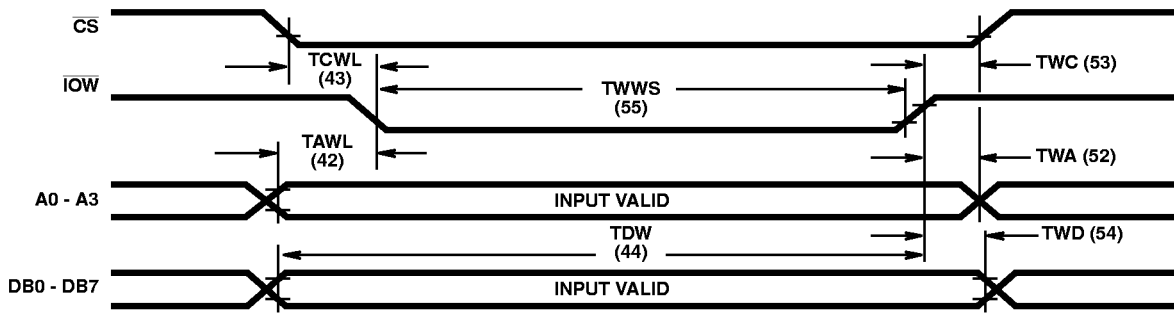 CS
TCWL
(43)
TWC (53)
IOW
TWWS
(55)
TAWL
(42)
TWA (52)
A0 - A3
INPUT VALID
TDW
(44)
TWD (54)
DB0 - DB7
INPUT VALID